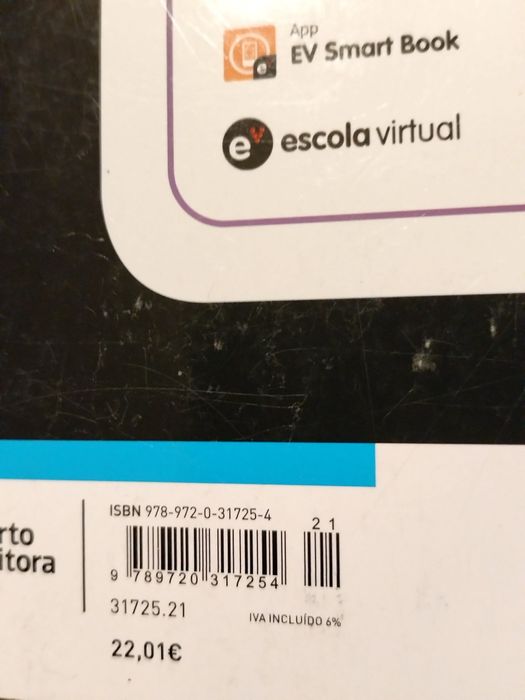 App
EV Smart Book
e
escola virtual
rto
itora
ISBN 978-972-0-31725-4
21
9 789720 317254
31725.21
IVA INCLUÍDO 6%
22,01€